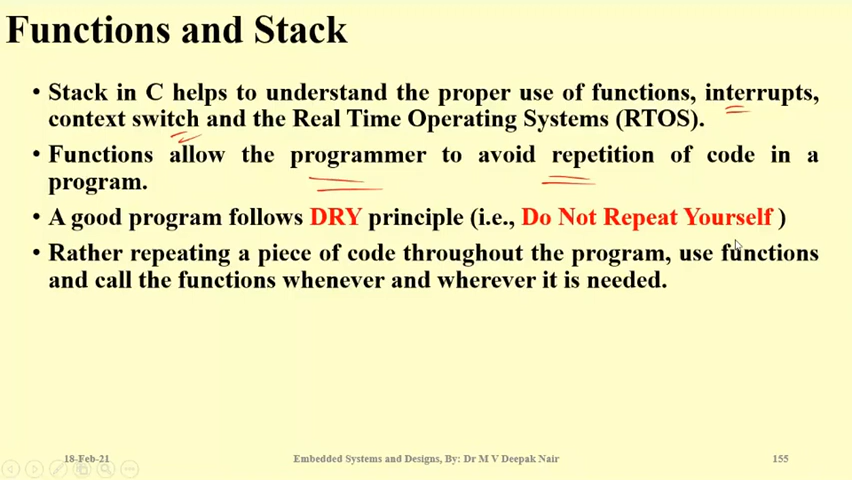 Functions and Stack
• Stack in C helps to understand the proper use of functions, interrupts,
context switch and the Real Time Operating Systems (RTOS).
• Functions allow the programmer to avoid repetition of code in a
program.
• A good program follows DRY principle (i.e., Do Not Repeat Yourself )
• Rather repeating a piece of code throughout the program, use functions
and call the functions whenever and wherever it is needed.
18-Feb-21 Embedded Systems and Designs, By: Dr M V Deepak Nair 155